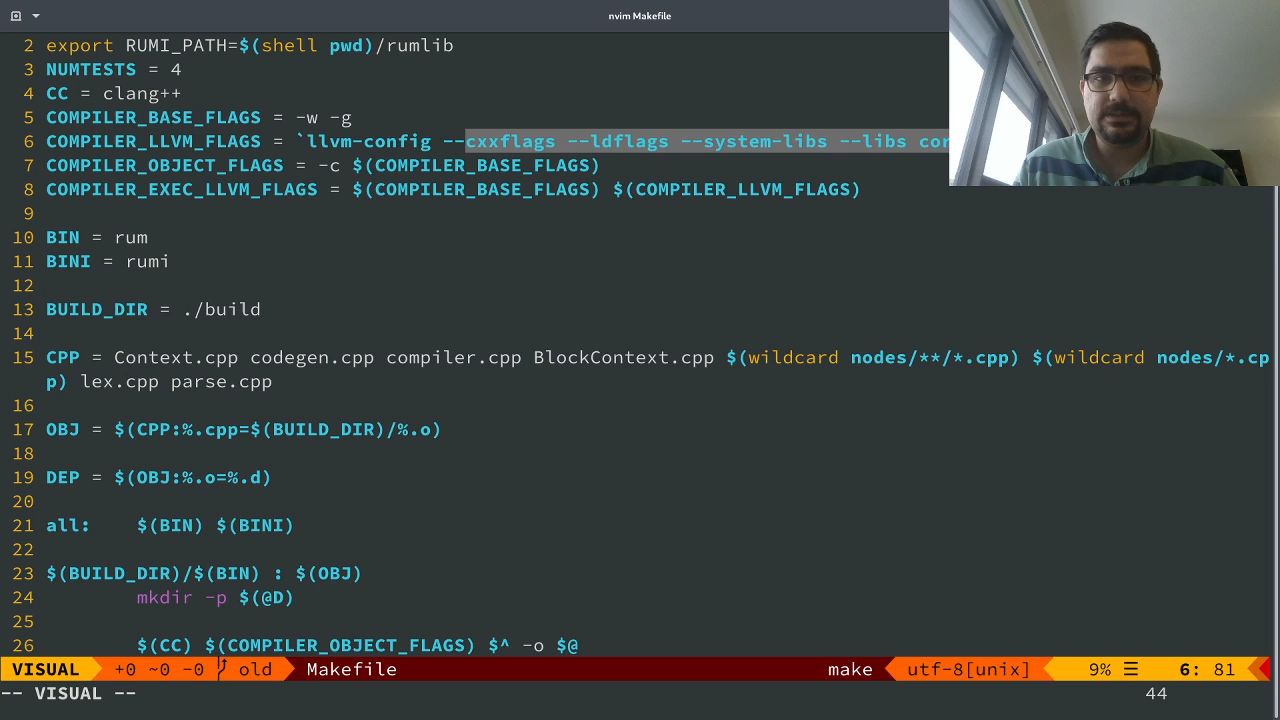 nvim Makefile
2 export RUMI_PATH=$(shell pwd)/rumlib
3 NUMTESTS = 4
4 CC = clang++
5 COMPILER_BASE_FLAGS = -w -g
6 COMPILER_LLVM_FLAGS = `llvm-config --cxxflags --ldflags --system-libs --libs cor
7 COMPILER_OBJECT_FLAGS = -c $(COMPILER_BASE_FLAGS)
8 COMPILER_EXEC_LLVM_FLAGS = $(COMPILER_BASE_FLAGS) $(COMPILER_LLVM_FLAGS)
9
10 BIN = rum
11 BINI = rumi
12
13 BUILD_DIR = ./build
14
15 CPP = Context.cpp codegen.cpp compiler.cpp BlockContext.cpp $(wildcard nodes/**/*.cpp) $(wildcard nodes/*.cp
p) lex.cpp parse.cpp
16
17 OBJ = $(CPP:%.cpp=$(BUILD_DIR)/%.o)
18
19 DEP = $(OBJ:%.o=%.d)
20
21 all: $(BIN) $(BINI)
22
23 $(BUILD_DIR)/$(BIN) : $(OBJ)
24 mkdir -p $(@D)
25
26 $(CC) $(COMPILER_OBJECT_FLAGS) $^ -o $@
VISUAL +0 ~0 -0 old Makefile make utf-8[unix] 9% ☰ 6: 81
-- VISUAL -- 44